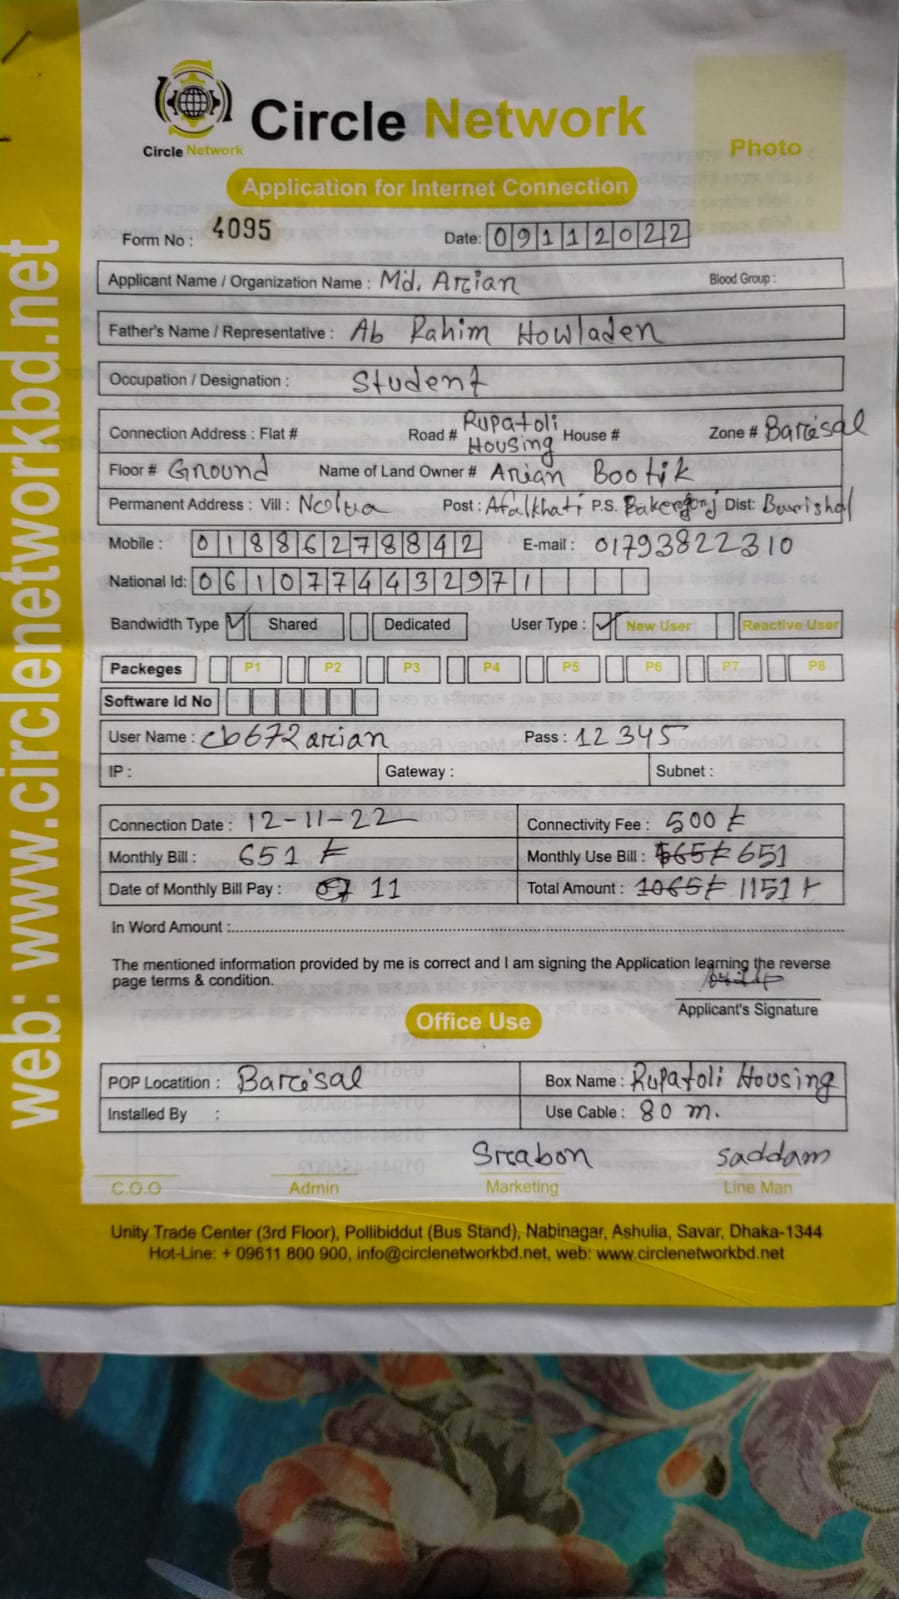 Circle Network
Circle Network
Photo
Application for Internet Connection
Form No : 4095 Date: 09112022
Applicant Name / Organization Name : Md. Arian Blood Group :
Father's Name / Representative : Ab Rahim Howladen
Occupation / Designation : Student
Connection Address : Flat # Road # Rupatoli Housing House # Zone # Barisal
Floor # Ground Name of Land Owner # Arian Bootik
Permanent Address : Vill : Post : Afalkhati P.S. Dist: Barishal
Mobile : 01886278842 E-mail : 01793822310
National Id: 0610774432971
Bandwidth Type ✓ Shared Dedicated User Type : ✓ New User Reactive User
Packeges P1 P2 P3 P4 P5 P6 P7 P8
Software Id No
User Name : cb672arian Pass : 12345
IP : Gateway : Subnet :
Connection Date : 12-11-22 Connectivity Fee : 500 ৳
Monthly Bill : 651 ৳ Monthly Use Bill : 565৳ 651
Date of Monthly Bill Pay : 07 11 Total Amount : 1065৳ 1151৳
In Word Amount :
The mentioned information provided by me is correct and I am signing the Application learning the reverse
page terms & condition.
Applicant's Signature
Office Use
POP Locatition : Barisal Box Name : Rupatoli Housing
Installed By : Use Cable : 80 m.
Srabon saddam
C.O.O Admin Marketing Line Man
Unity Trade Center (3rd Floor), Pollibiddut (Bus Stand), Nabinagar, Ashulia, Savar, Dhaka-1344
Hot-Line: + 09611 800 900, info@circlenetworkbd.net, web: www.circlenetworkbd.net
web: www.circlenetworkbd.net